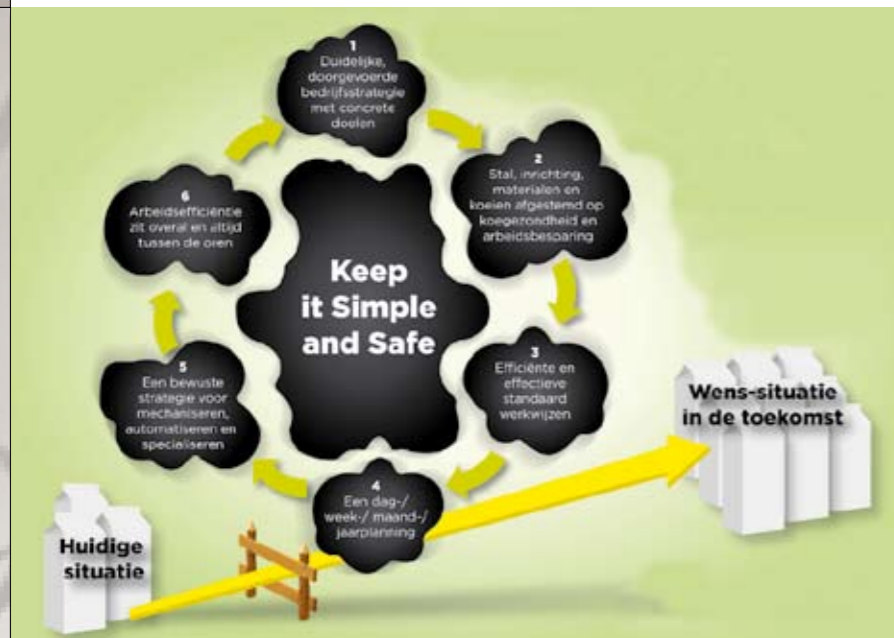 1
Duidelijke,
doorgevoerde
bedrijfsstrategie
met concrete
doelen
2
Stal, inrichting,
materialen en
koeien afgestemd op
koegezondheid en
arbeidsbesparing
3
Efficiënte en
effectieve
standaard
werkwijzen
4
Een dag-/
week-/ maand-/
jaarplanning
5
Een bewuste
strategie voor
mechaniseren,
automatiseren en
specialiseren
6
Arbeidsefficiëntie
zit overal en altijd
tussen de oren
Keep
it Simple
and Safe
Huidige
situatie
Wens-situatie
in de toekomst